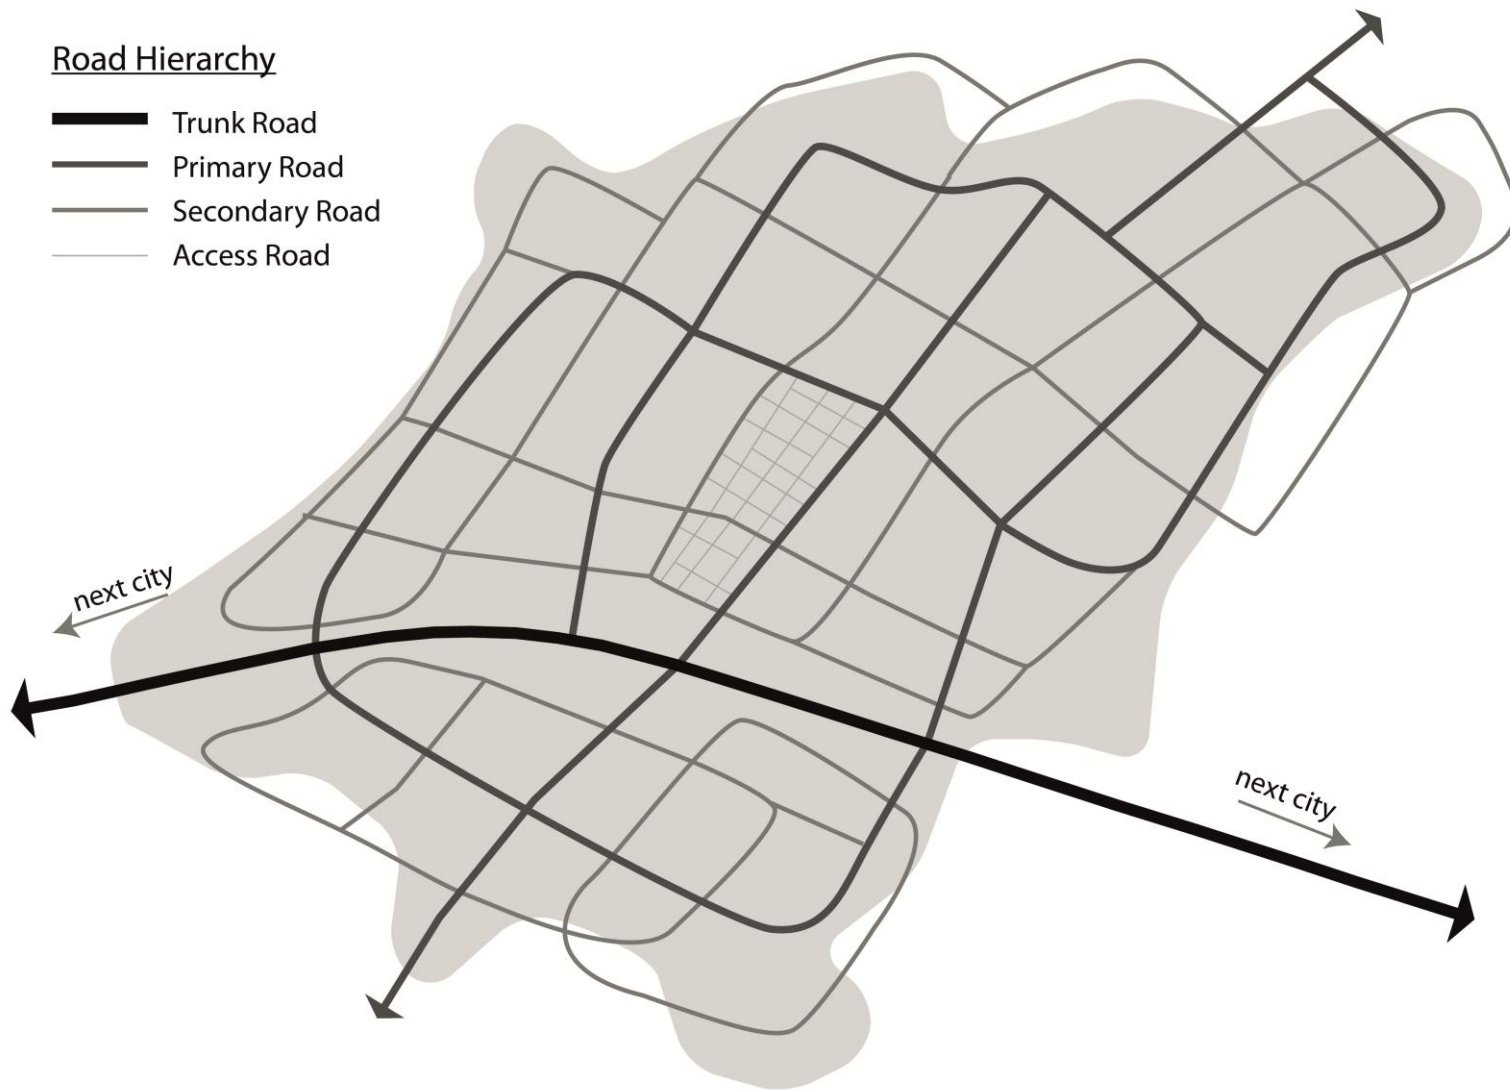 Road Hierarchy
Trunk Road
Primary Road
Secondary Road
Access Road
next city
next city